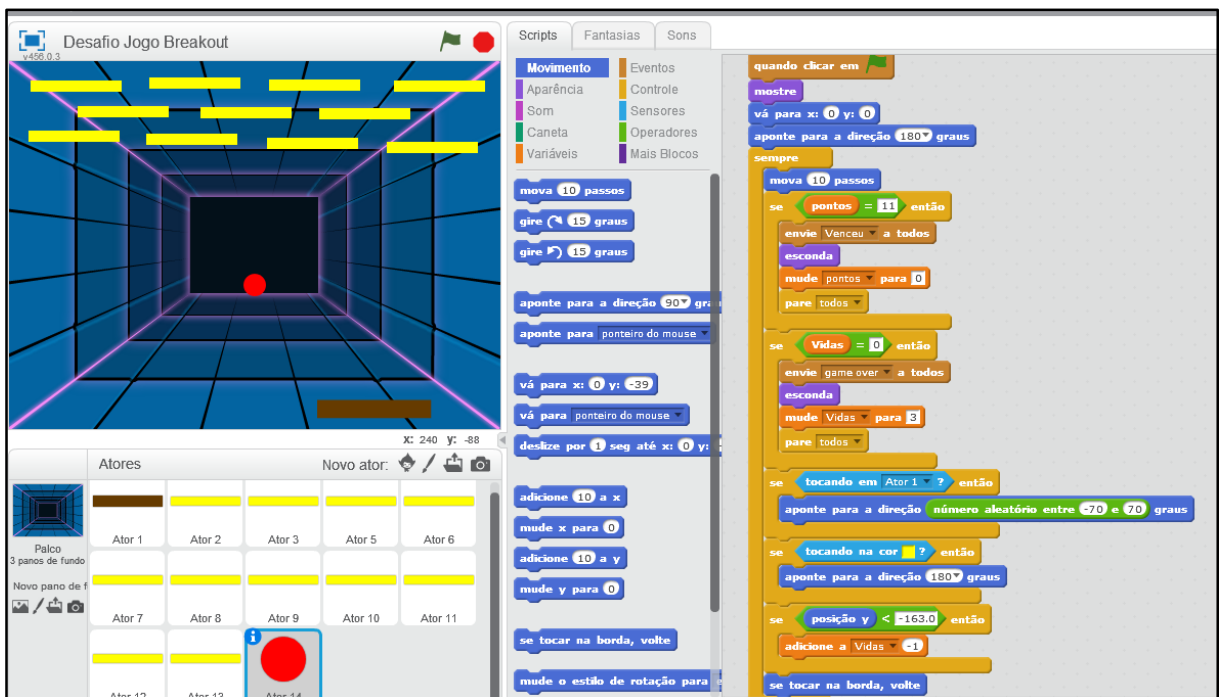 Desafio Jogo Breakout
v456.0.3
X: 240 y: -88
Atores
Novo ator:
Palco
3 panos de fundo
Novo pano de f
Ator 1
Ator 2
Ator 3
Ator 5
Ator 6
Ator 7
Ator 8
Ator 9
Ator 10
Ator 11
Ator 12
Ator 13
Ator 14
Scripts
Fantasias
Sons
Movimento
Eventos
Aparência
Controle
Som
Sensores
Caneta
Operadores
Variáveis
Mais Blocos
mova 10 passos
gire 15 graus
gire 15 graus
aponte para a direção 90 grau
aponte para ponteiro do mouse
vá para x: 0 y: -39
vá para ponteiro do mouse
deslize por 1 seg até x: 0 y:
adicione 10 a x
mude x para 0
adicione 10 a y
mude y para 0
se tocar na borda, volte
mude o estilo de rotação para
quando clicar em
mostre
vá para x: 0 y: 0
aponte para a direção 180 graus
sempre
mova 10 passos
se pontos = 11 então
envie Venceu a todos
esconda
mude pontos para 0
pare todos
se Vidas = 0 então
envie game over a todos
esconda
mude Vidas para 3
pare todos
se tocando em Ator 1 ? então
aponte para a direção número aleatório entre -70 e 70 graus
se tocando na cor ? então
aponte para a direção 180 graus
se posição y < -163.0 então
adicione a Vidas -1
se tocar na borda, volte